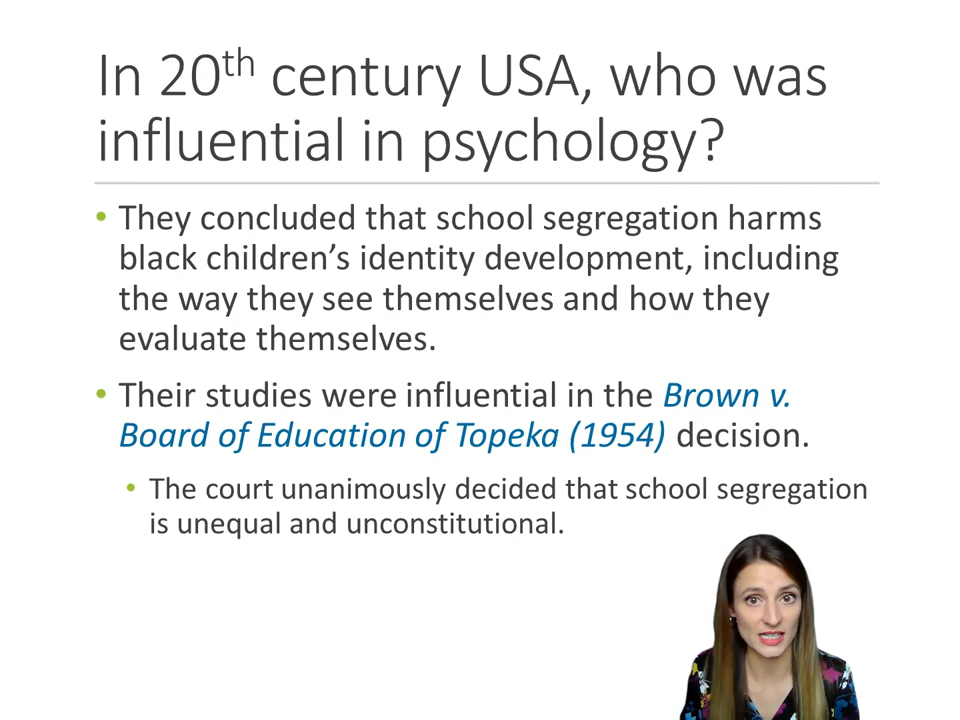 In 20th century USA, who was
influential in psychology?
• They concluded that school segregation harms
black children’s identity development, including
the way they see themselves and how they
evaluate themselves.
• Their studies were influential in the Brown v.
Board of Education of Topeka (1954) decision.
• The court unanimously decided that school segregation
is unequal and unconstitutional.